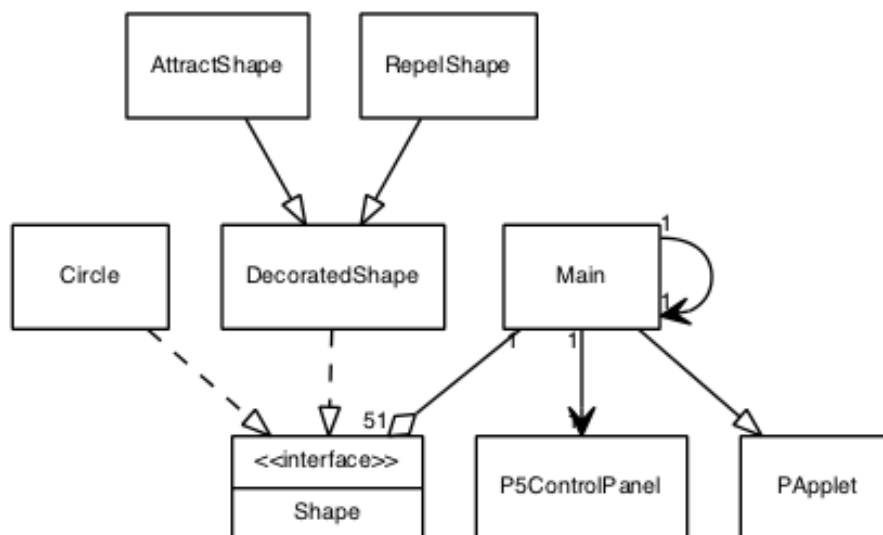 AttractShape
RepelShape
Circle
DecoratedShape
Main
1
1
1
1
51
<<interface>>
Shape
P5ControlPanel
PApplet